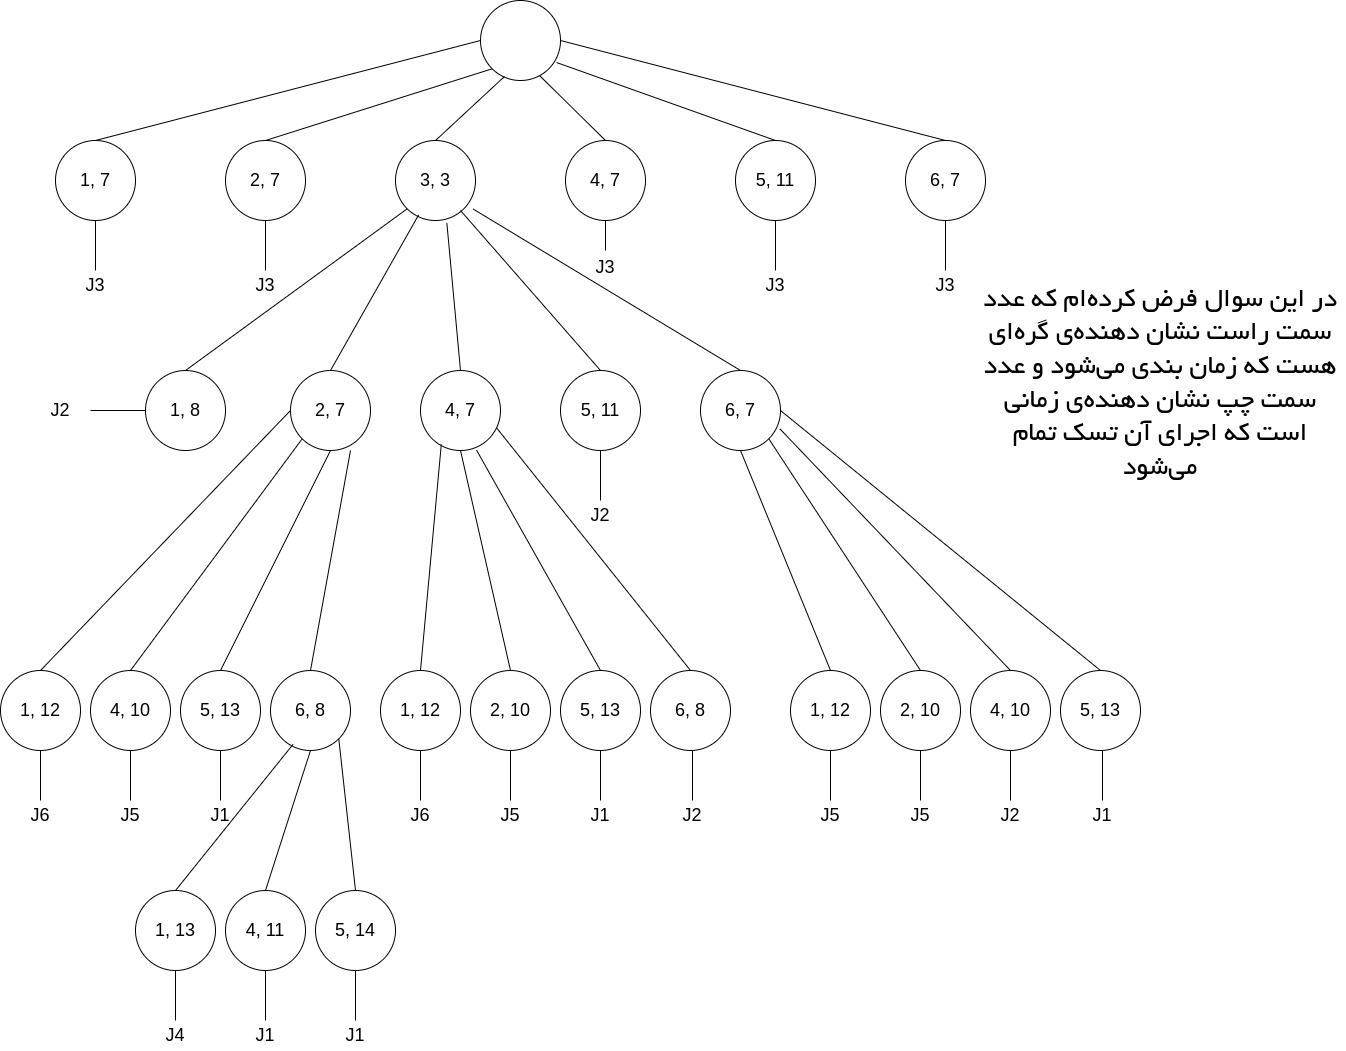 1, 7
2, 7
3, 3
4, 7
5, 11
6, 7
J3
J3
J3
J3
J3
در این سوال فرض کرده‌ام که عدد
سمت راست نشان دهنده‌ی گره‌ای
هست که زمان بندی می‌شود و عدد
سمت چپ نشان دهنده‌ی زمانی
است که اجرای آن تسک تمام
می‌شود
J2
1, 8
2, 7
4, 7
5, 11
6, 7
J2
1, 12
4, 10
5, 13
6, 8
1, 12
2, 10
5, 13
6, 8
1, 12
2, 10
4, 10
5, 13
J6
J5
J1
J6
J5
J1
J2
J5
J5
J2
J1
1, 13
4, 11
5, 14
J4
J1
J1